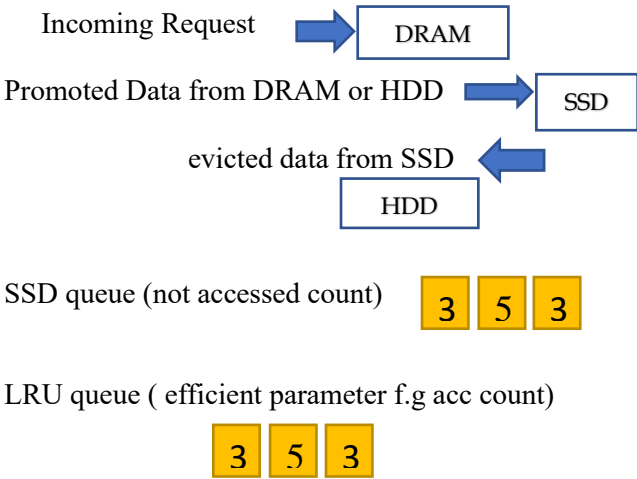 Incoming Request DRAM
Promoted Data from DRAM or HDD SSD
evicted data from SSD
HDD
SSD queue (not accessed count) 3 5 3
LRU queue ( efficient parameter f.g acc count)
3 5 3